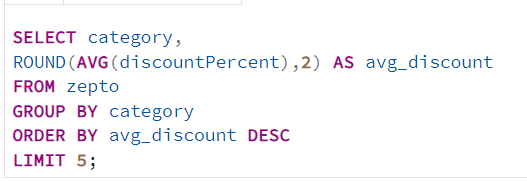 SELECT category,
ROUND(AVG(discountPercent),2) AS avg_discount
FROM zepto
GROUP BY category
ORDER BY avg_discount DESC
LIMIT 5;